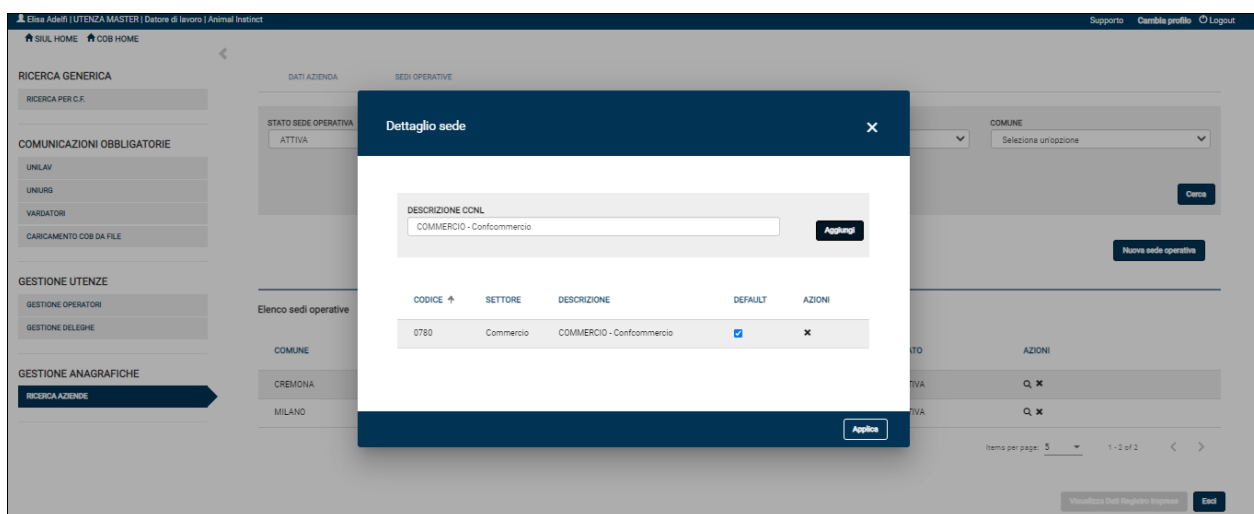 Elisa Adelfi | UTENZA MASTER | Datore di lavoro | Animal Instinct Supporto Cambia profilo Logout
SIUL HOME COB HOME
RICERCA GENERICA
RICERCA PER C.F.
COMUNICAZIONI OBBLIGATORIE
UNILAV
UNIURG
VARDATORI
CARICAMENTO COB DA FILE
GESTIONE UTENZE
GESTIONE OPERATORI
GESTIONE DELEGHE
GESTIONE ANAGRAFICHE
RICERCA AZIENDE
DATI AZIENDA SEDI OPERATIVE
STATO SEDE OPERATIVA COMUNE
ATTIVA Seleziona un'opzione
Cerca
Nuova sede operativa
Dettaglio sede
DESCRIZIONE CCNL
COMMERCIO - Confcommercio
Aggiungi
CODICE SETTORE DESCRIZIONE DEFAULT AZIONI
0780 Commercio COMMERCIO - Confcommercio
Applica
Elenco sedi operative
COMUNE ATO AZIONI
CREMONA TIVA
MILANO TIVA
Items per page: 5 1 - 2 of 2
Visualizza Dati Registro Imprese Esci